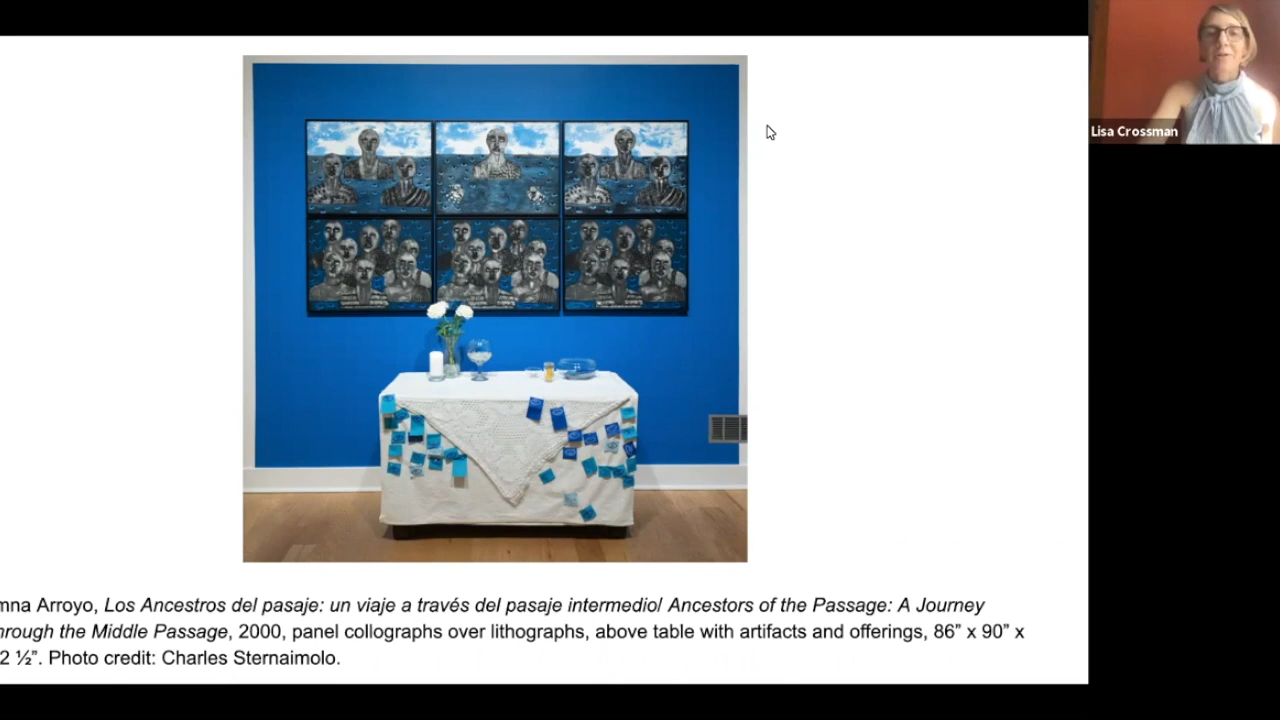 Lisa Crossman
mna Arroyo, Los Ancestros del pasaje: un viaje a través del pasaje intermedio/ Ancestors of the Passage: A Journey
hrough the Middle Passage, 2000, panel collographs over lithographs, above table with artifacts and offerings, 86” x 90” x
2 ½”. Photo credit: Charles Sternaimolo.